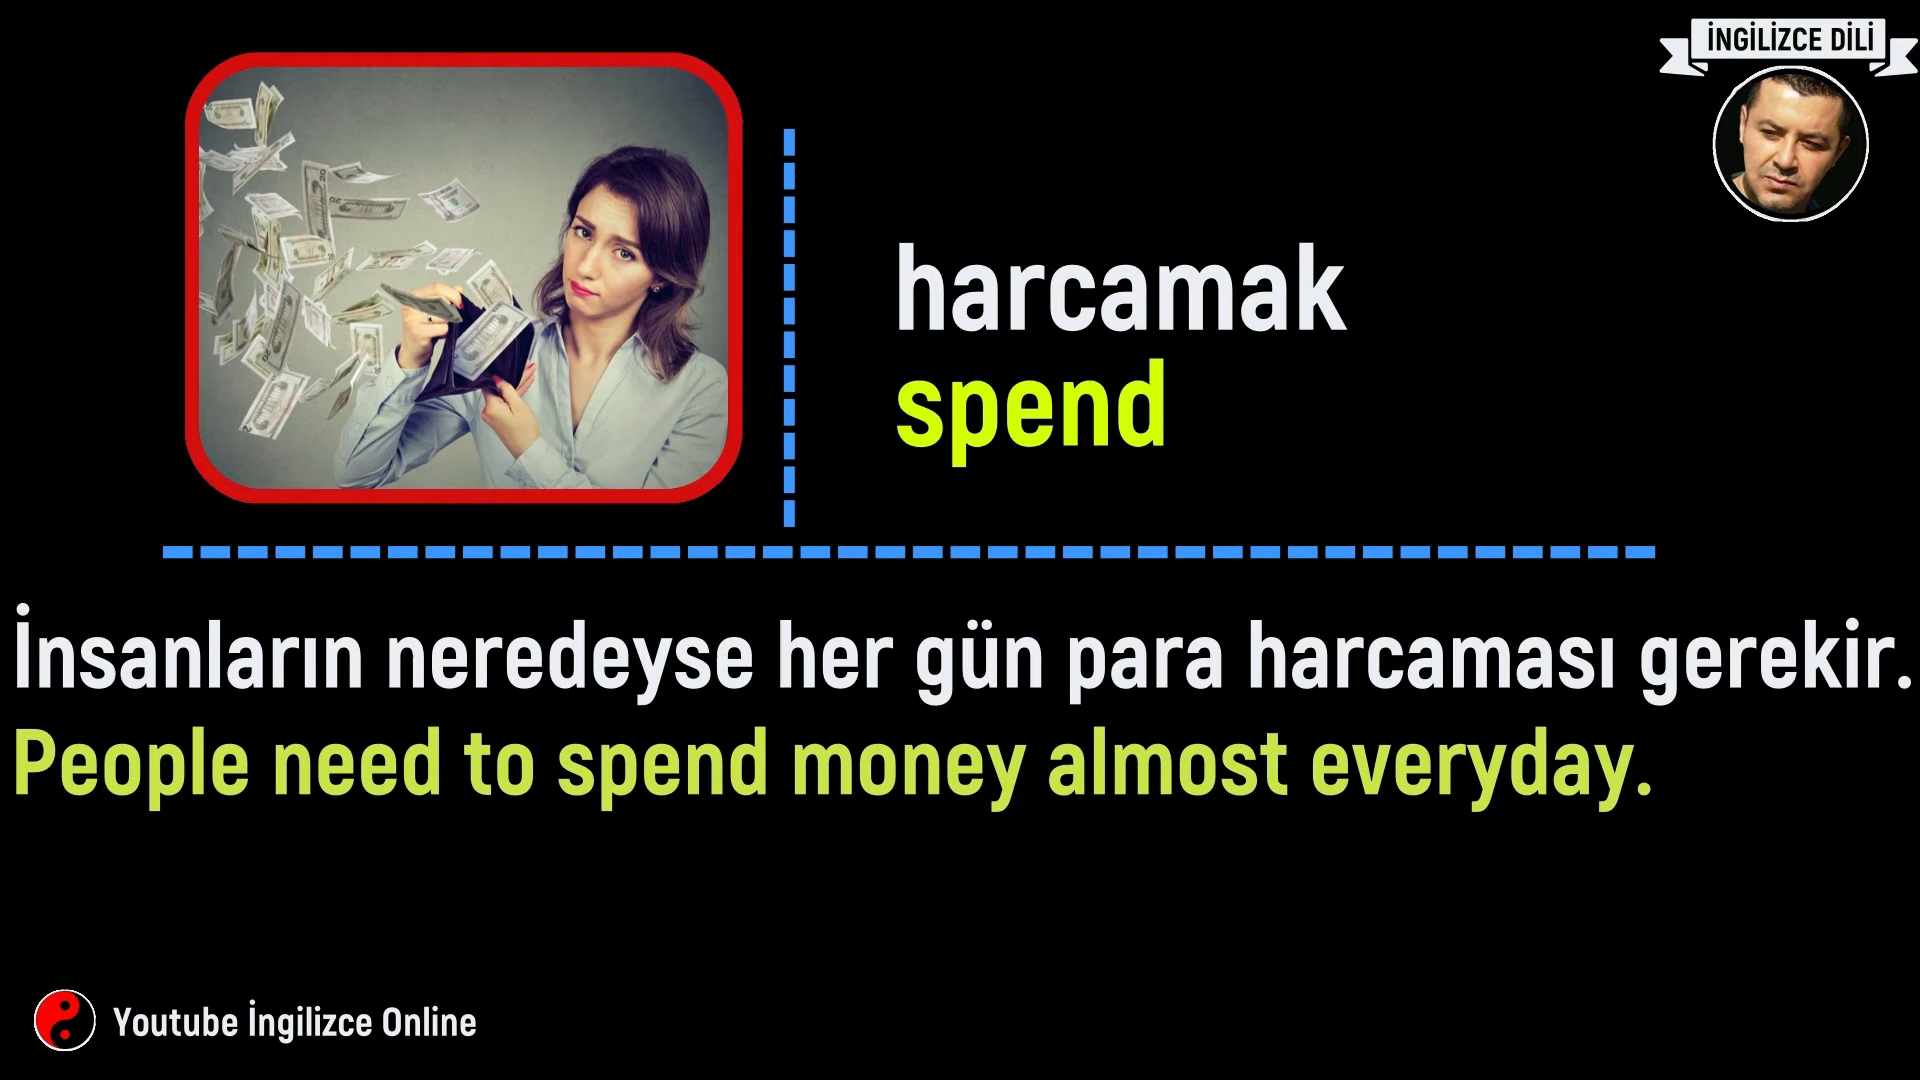 İNGİLİZCE DİLİ
harcamak
spend
İnsanların neredeyse her gün para harcaması gerekir.
People need to spend money almost everyday.
Youtube İngilizce Online